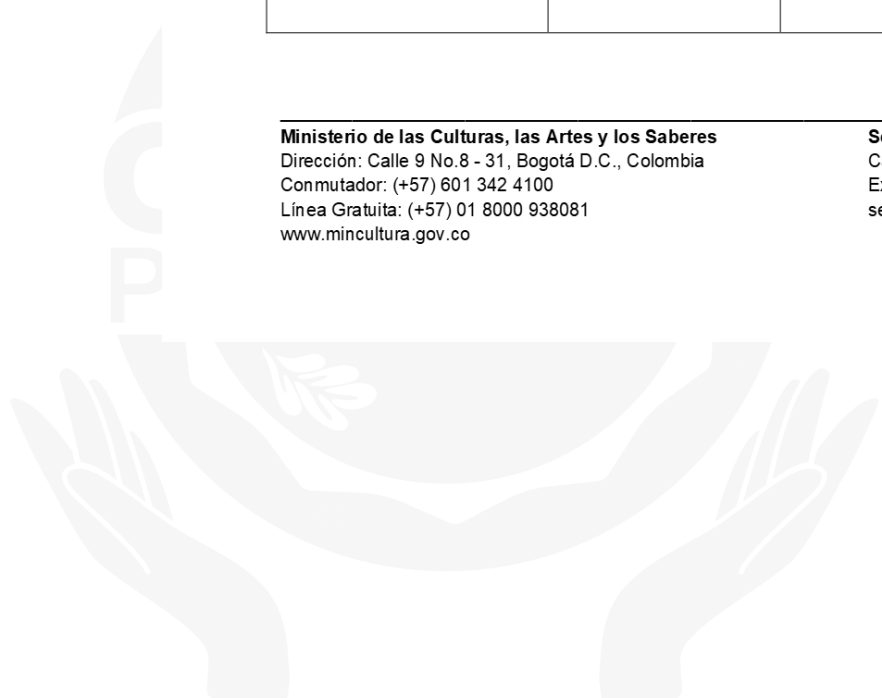 Ministerio de las Culturas, las Artes y los Saberes
Dirección: Calle 9 No.8 - 31, Bogotá D.C., Colombia
Conmutador: (+57) 601 342 4100
Línea Gratuita: (+57) 01 8000 938081
www.mincultura.gov.co